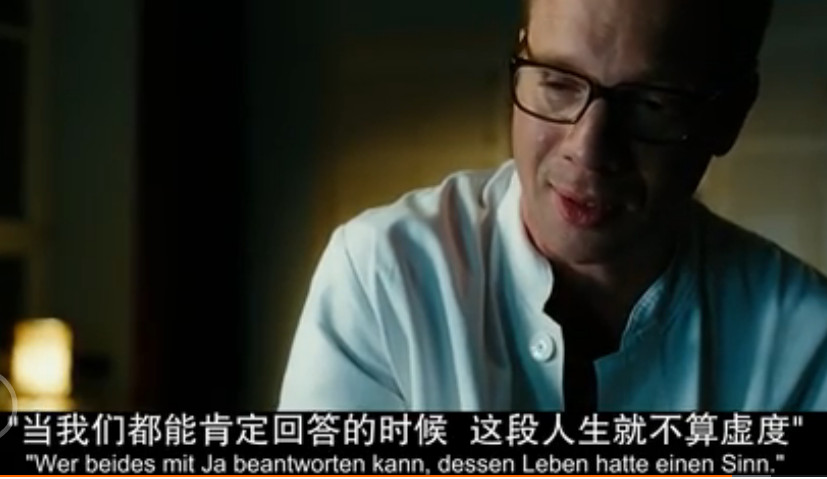 "当我们都能肯定回答的时候 这段人生就不算虚度"
"Wer beides mit Ja beantworten kann, dessen Leben hatte einen Sinn."